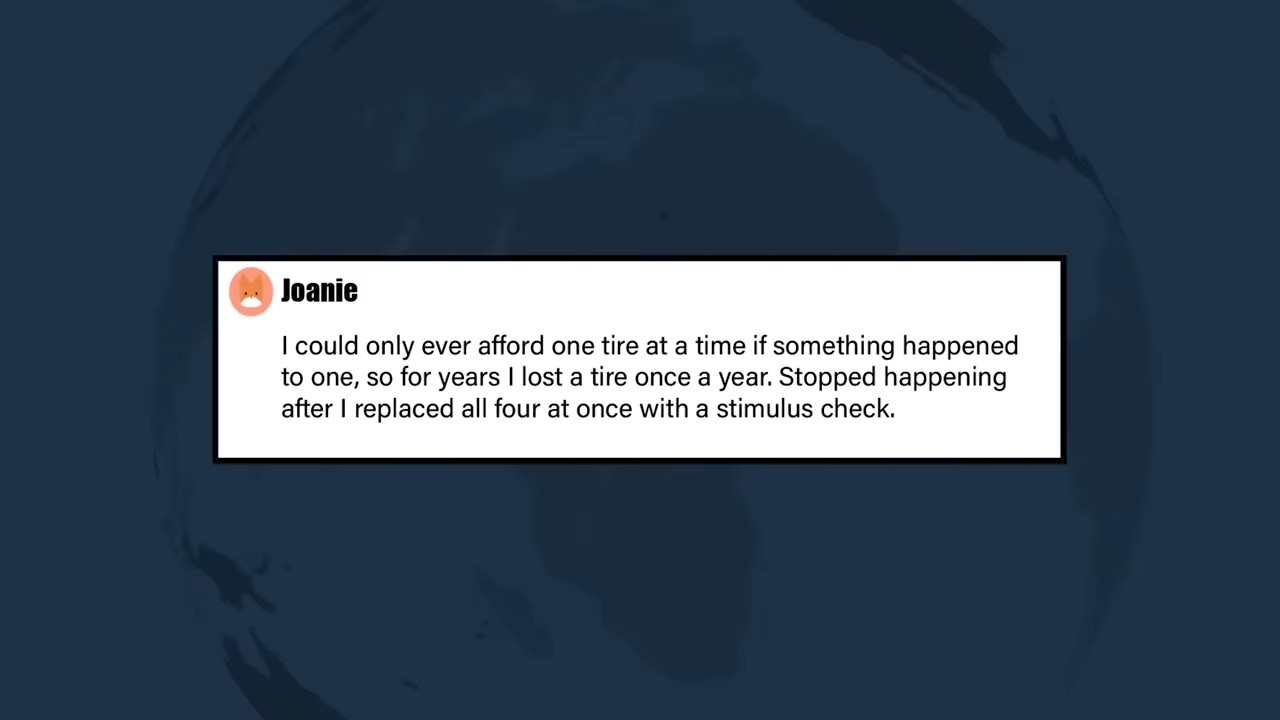 Joanie
I could only ever afford one tire at a time if something happened
to one, so for years I lost a tire once a year. Stopped happening
after I replaced all four at once with a stimulus check.